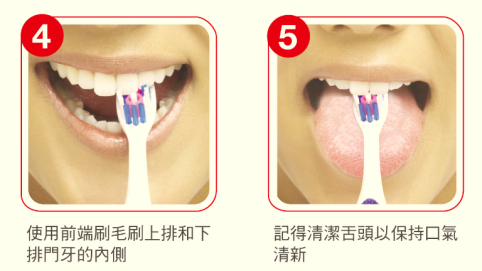 4
使用前端刷毛刷上排和下
排門牙的內側
5
記得清潔舌頭以保持口氣
清新